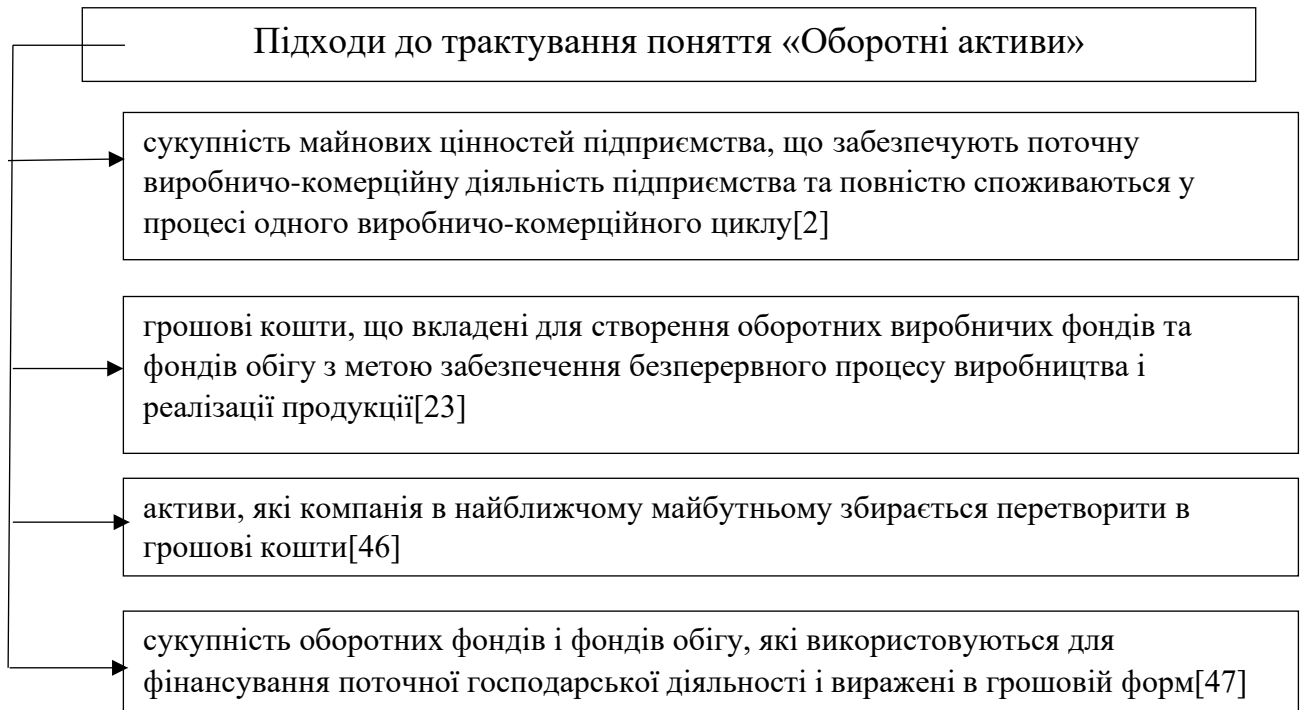 Підходи до трактування поняття «Оборотні активи»
сукупність майнових цінностей підприємства, що забезпечують поточну
виробничо-комерційну діяльність підприємства та повністю споживаються у
процесі одного виробничо-комерційного циклу[2]
грошові кошти, що вкладені для створення оборотних виробничих фондів та
фондів обігу з метою забезпечення безперервного процесу виробництва і
реалізації продукції[23]
активи, які компанія в найближчому майбутньому збирається перетворити в
грошові кошти[46]
сукупність оборотних фондів і фондів обігу, які використовуються для
фінансування поточної господарської діяльності і виражені в грошовій форм[47]